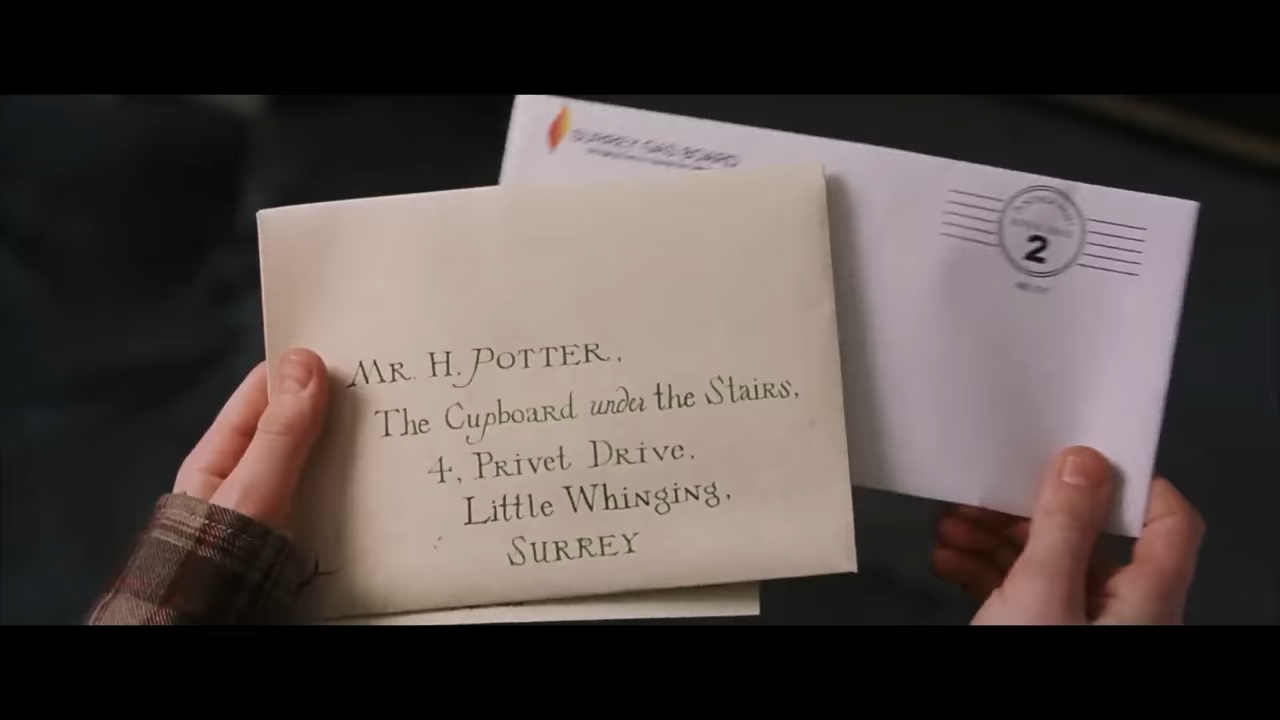 2
Mr. H. Potter,
The Cupboard under the Stairs,
4, Privet Drive,
Little Whinging,
SURREY